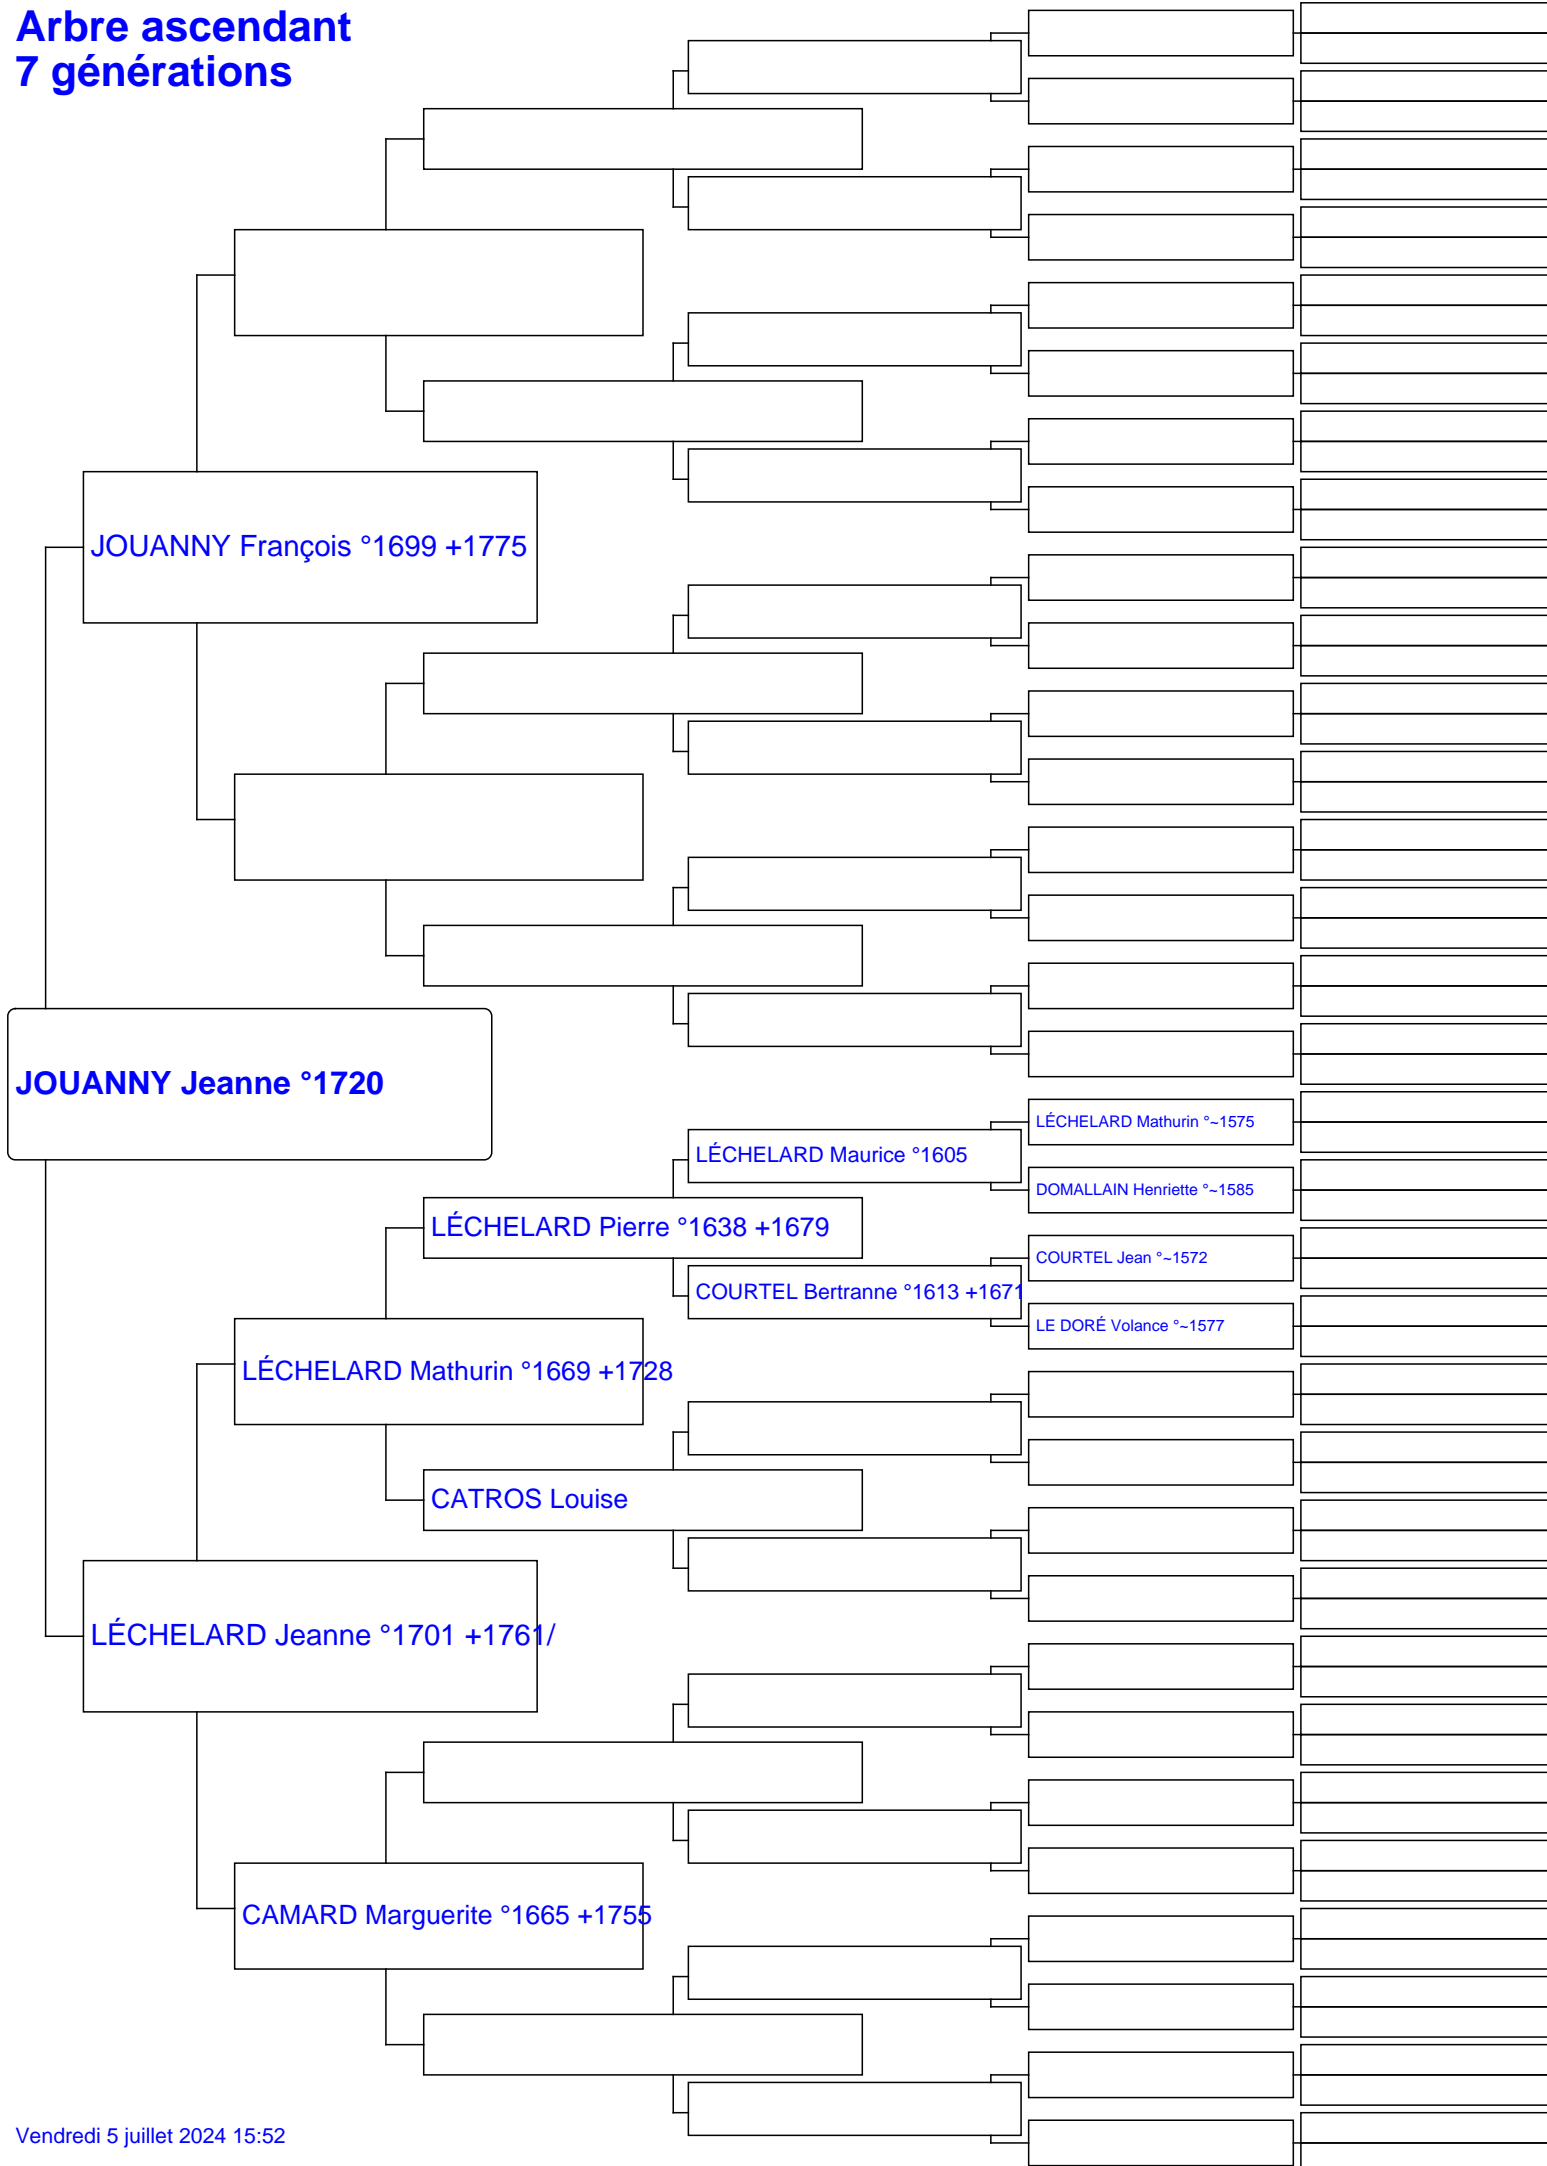 Arbre ascendant
7 générations
JOUANNY François °1699 +1775
JOUANNY Jeanne °1720
LÉCHELARD Mathurin °~1575
LÉCHELARD Maurice °1605
DOMALLAIN Henriette °~1585
LÉCHELARD Pierre °1638 +1679
COURTEL Jean °~1572
COURTEL Bertranne °1613 +1671
LE DORÉ Volance °~1577
LÉCHELARD Mathurin °1669 +1728
CATROS Louise
LÉCHELARD Jeanne °1701 +1761/
CAMARD Marguerite °1665 +1755
Vendredi 5 juillet 2024 15:52